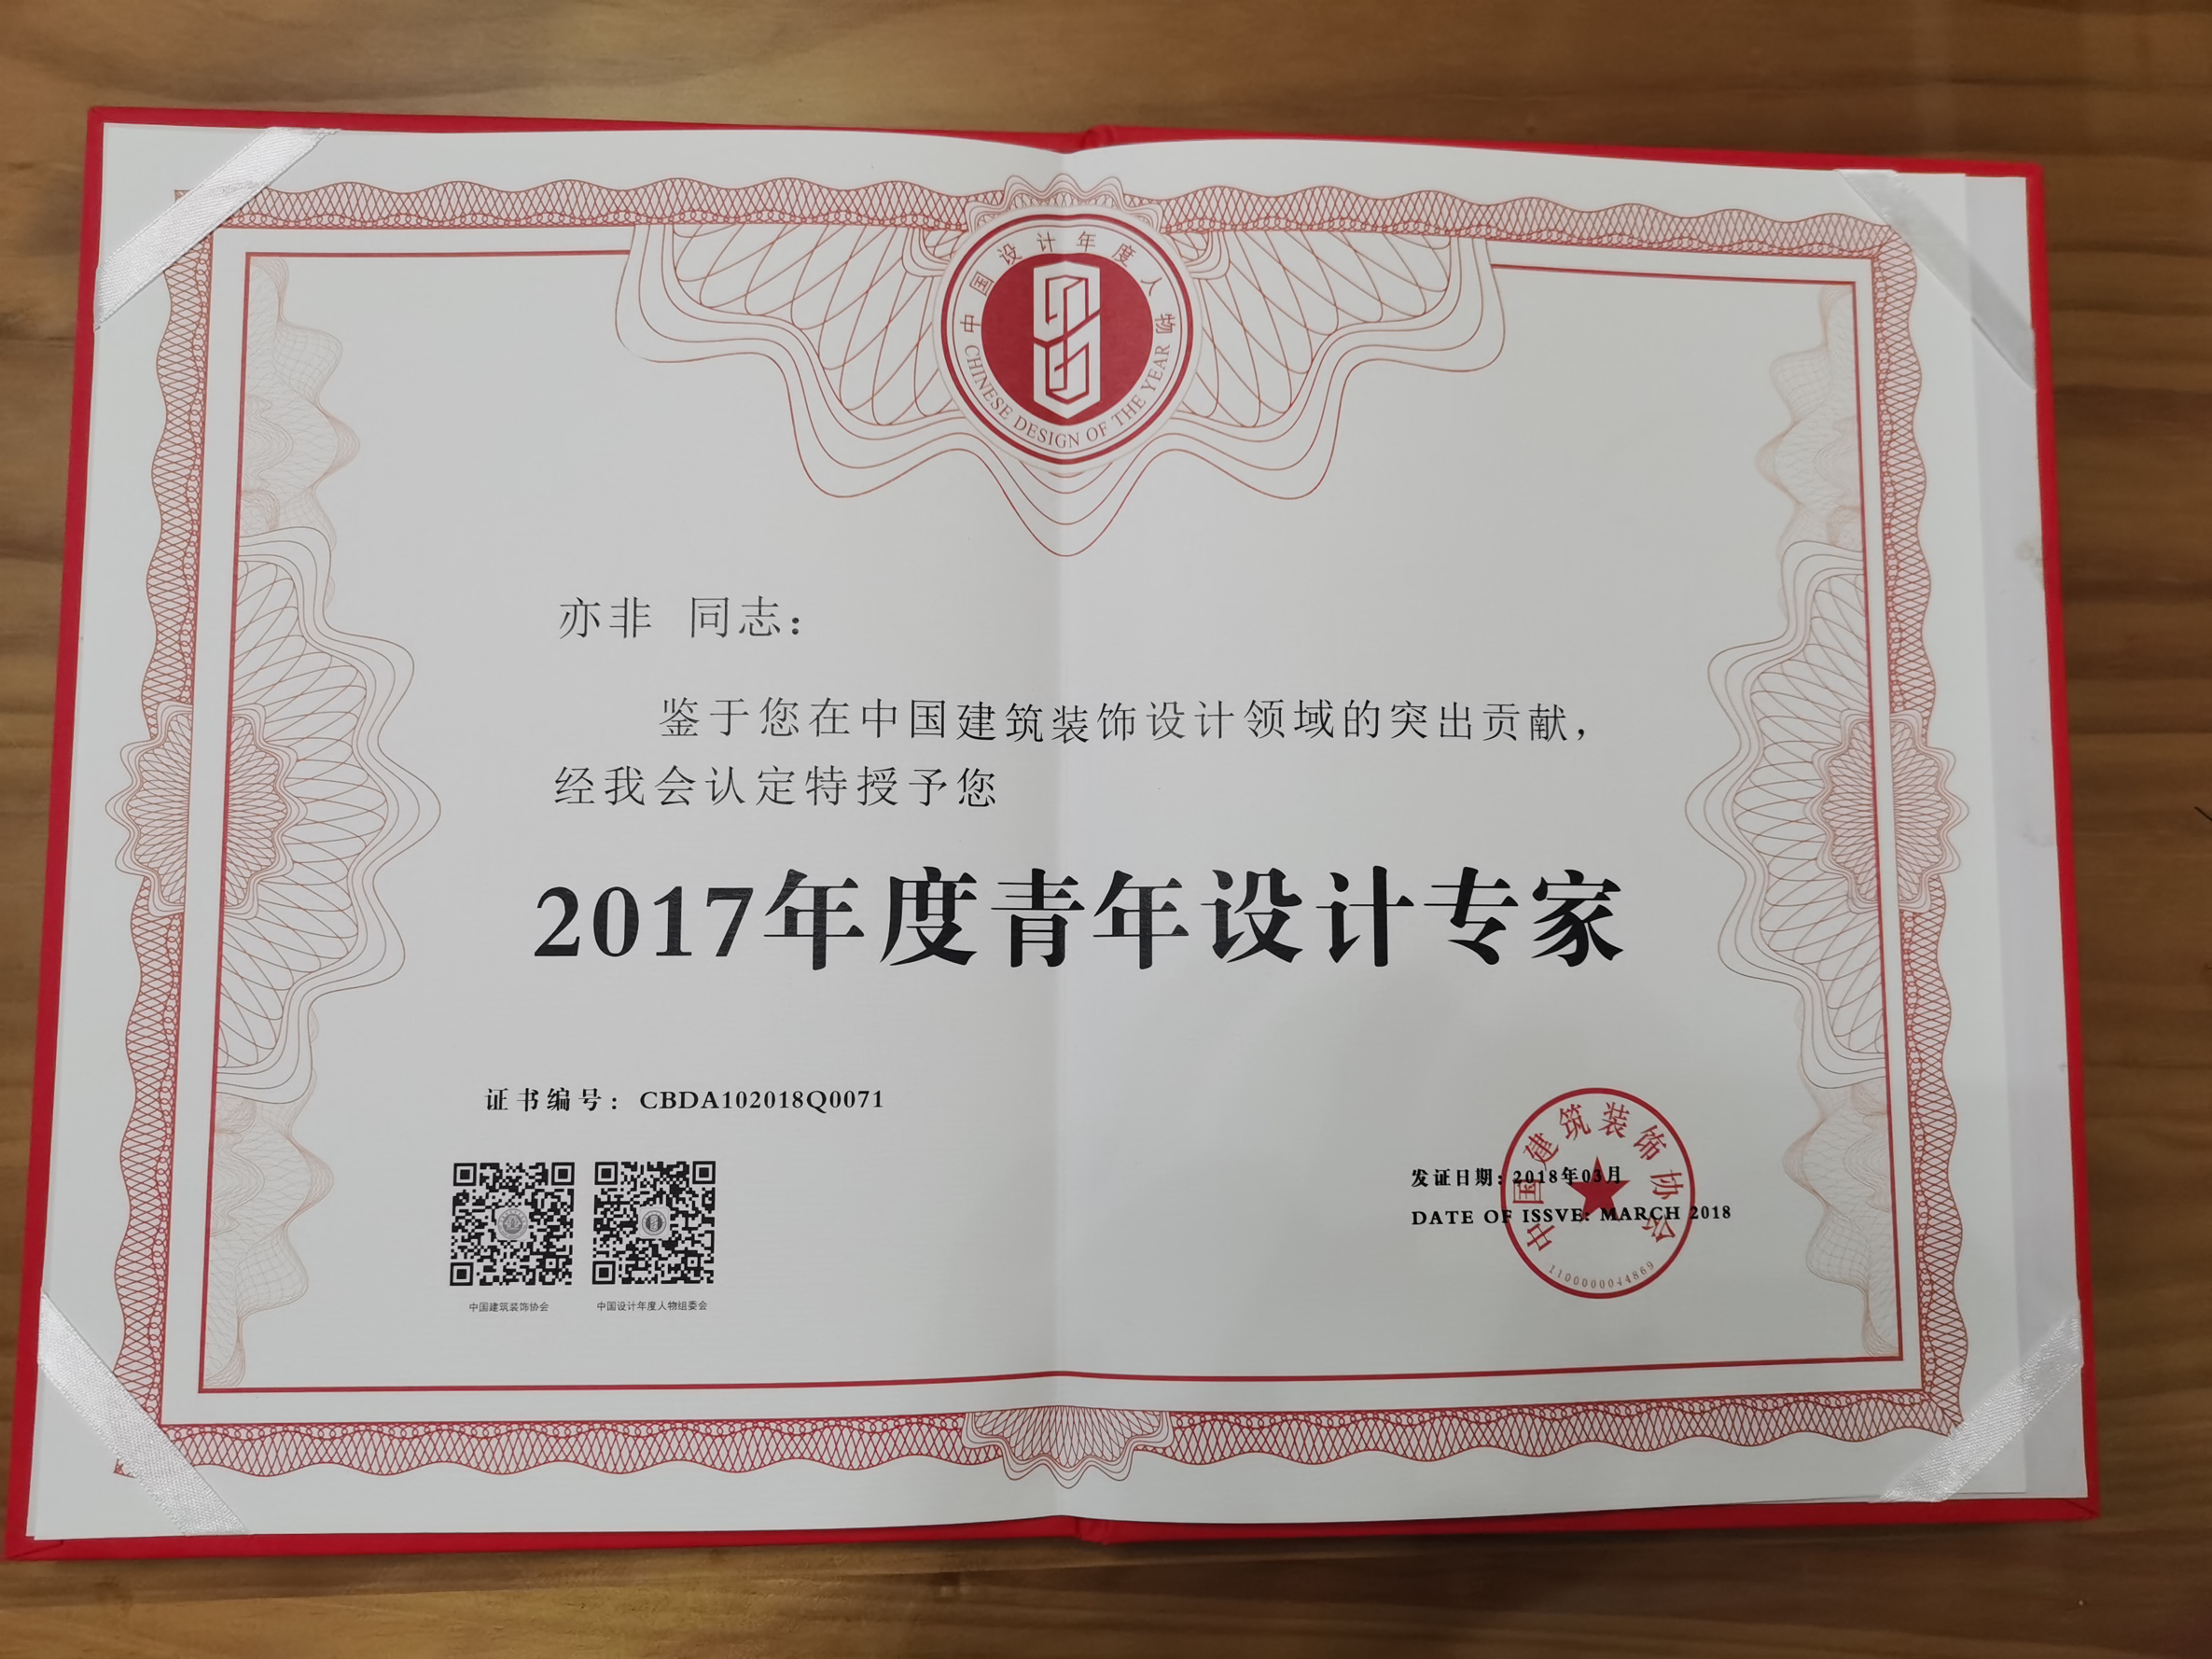 中国设计年度人物
CHINESE DESIGN OF THE YEAR
亦非 同志：
鉴于您在中国建筑装饰设计领域的突出贡献，
经我会认定特授予您
2017年度青年设计专家
证书编号：CBDA102018Q0071
中国建筑装饰协会
中国设计年度人物组委会
发证日期：2018年03月
DATE OF ISSVE: MARCH 2018
中国建筑装饰协会
1100000044869